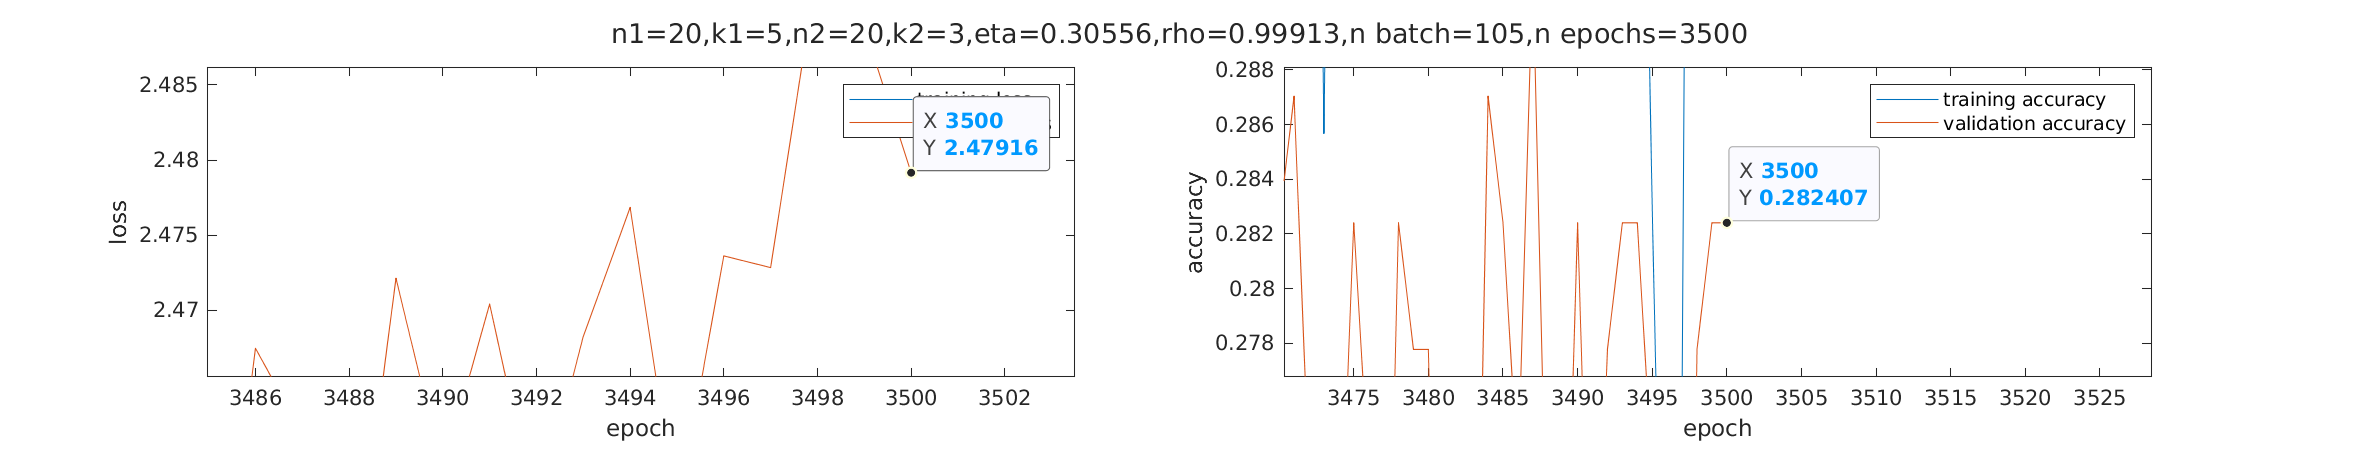 n1=20,k1=5,n2=20,k2=3,eta=0.30556,rho=0.99913,n batch=105,n epochs=3500
2.485
2.48
2.475
2.47
loss
3486 3488 3490 3492 3494 3496 3498 3500 3502
epoch
X 3500
Y 2.47916
0.288
0.286
0.284
0.282
0.28
0.278
accuracy
3475 3480 3485 3490 3495 3500 3505 3510 3515 3520 3525
epoch
training accuracy
validation accuracy
X 3500
Y 0.282407